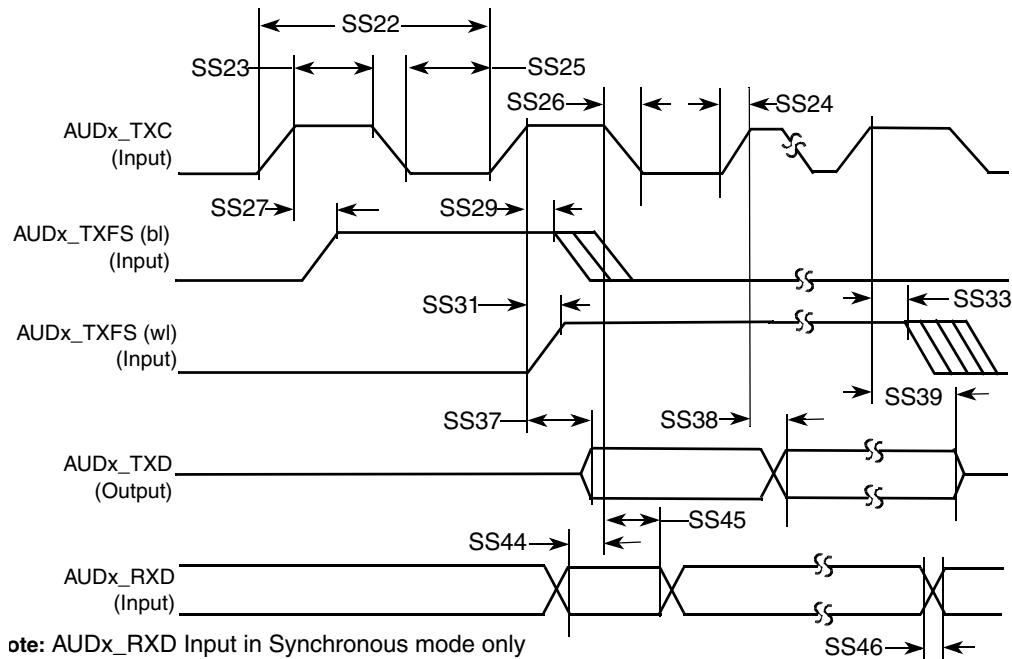 SS22
SS23
SS25
SS26
SS24
AUDx_TXC
(Input)
SS27
SS29
AUDx_TXFS (bl)
(Input)
SS31
SS33
AUDx_TXFS (wl)
(Input)
SS39
SS37
SS38
AUDx_TXD
(Output)
SS45
SS44
AUDx_RXD
(Input)
ote: AUDx_RXD Input in Synchronous mode only
SS46